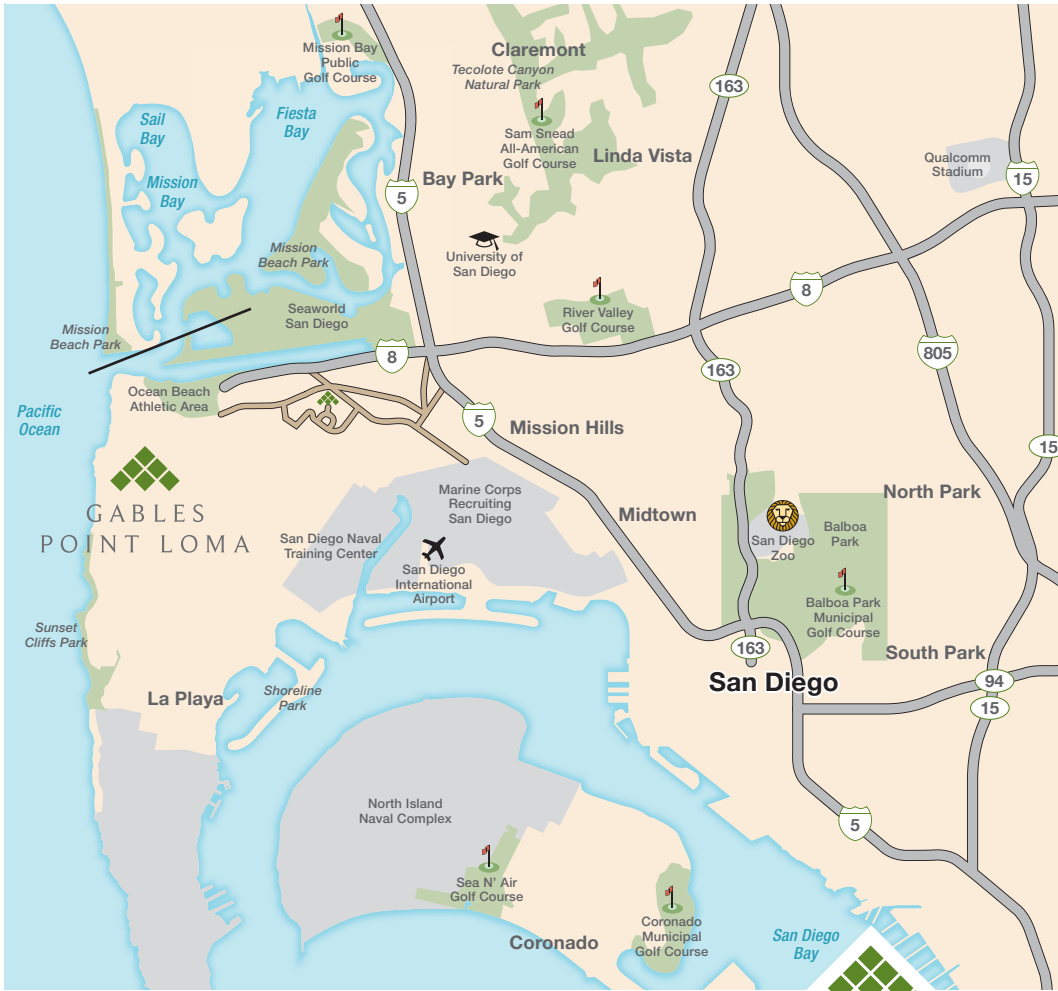 Mission Bay
Public
Golf Course
Claremont
Tecolote Canyon
Natural Park
163
Sail
Bay
Fiesta
Bay
Sam Snead
All-American
Golf Course
Linda Vista
Qualcomm
Stadium
15
Mission
Bay
5
Bay Park
Mission
Beach Park
University of
San Diego
8
Seaworld
San Diego
River Valley
Golf Course
Mission
Beach Park
8
163
805
Ocean Beach
Athletic Area
Pacific
Ocean
5
Mission Hills
15
GABLES
POINT LOMA
Marine Corps
Recruiting
San Diego
North Park
Midtown
San Diego Naval
Training Center
San Diego
Zoo
Balboa
Park
San Diego
International
Airport
Balboa Park
Municipal
Golf Course
Sunset
Cliffs Park
163
South Park
San Diego
94
15
La Playa
Shoreline
Park
North Island
Naval Complex
5
Sea N' Air
Golf Course
Coronado
Coronado
Municipal
Golf Course
San Diego
Bay